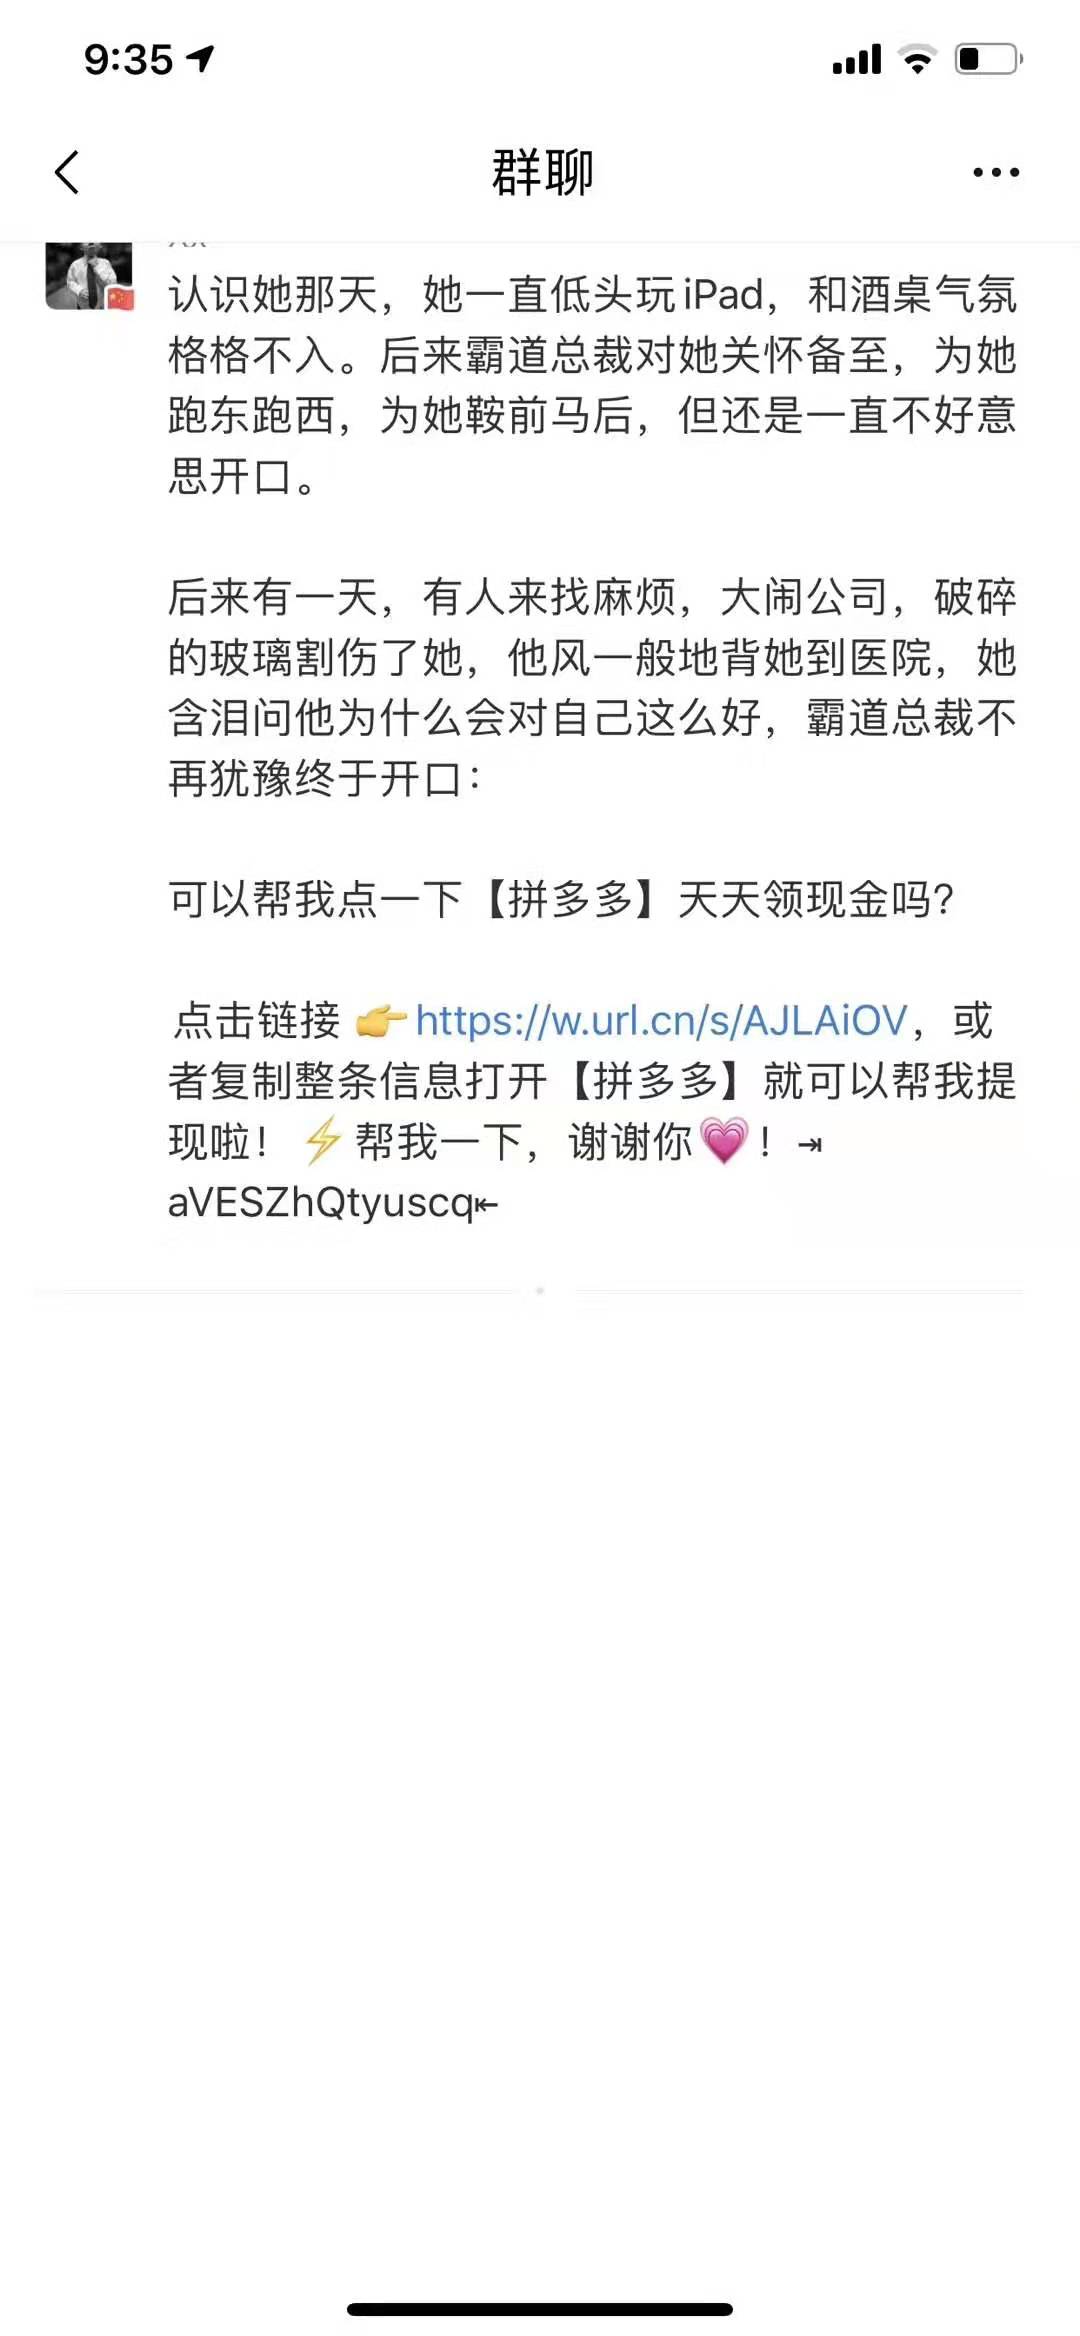 9:35
群聊
认识她那天，她一直低头玩iPad，和酒桌气氛
格格不入。后来霸道总裁对她关怀备至，为她
跑东跑西，为她鞍前马后，但还是一直不好意
思开口。
后来有一天，有人来找麻烦，大闹公司，破碎
的玻璃割伤了她，他风一般地背她到医院，她
含泪问他为什么会对自己这么好，霸道总裁不
再犹豫终于开口：
可以帮我点一下【拼多多】天天领现金吗？
点击链接 👉https://w.url.cn/s/AJLAiOV，或
者复制整条信息打开【拼多多】就可以帮我提
现啦！⚡帮我一下，谢谢你💗！⇥
aVESZhQtyuscq⇤